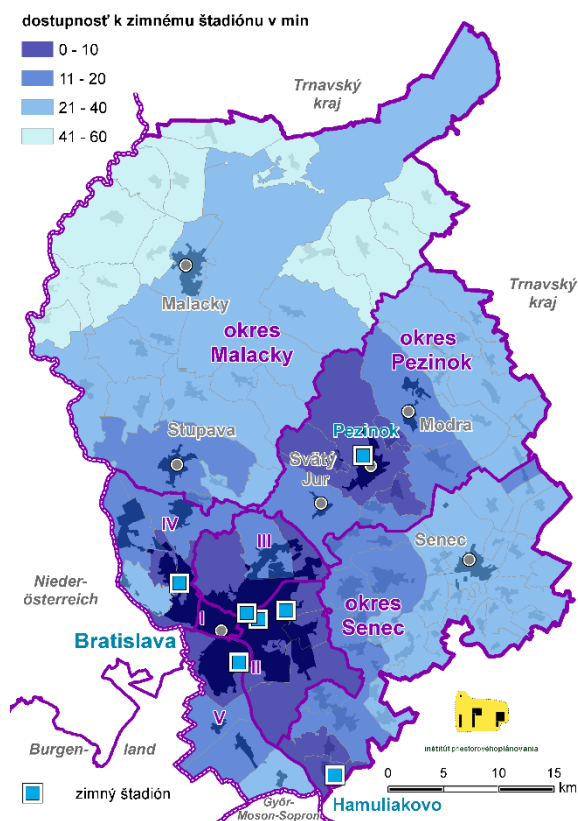 dostupnosť k zimnému štadiónu v min
0 - 10
11 - 20
21 - 40
41 - 60
Trnavský
kraj
Malacky
okres
Malacky
Trnavský
kraj
okres
Pezinok
Stupava
Pezinok
Modra
Svätý
Jur
IV
III
Senec
Nieder-
österreich
I
okres
Senec
Bratislava
II
V
Burgen-
land
inštitút priestorovéhoplánovania
0 5 10 15
km
zimný štadión
Győr-
Moson-Sopron
Hamuliakovo